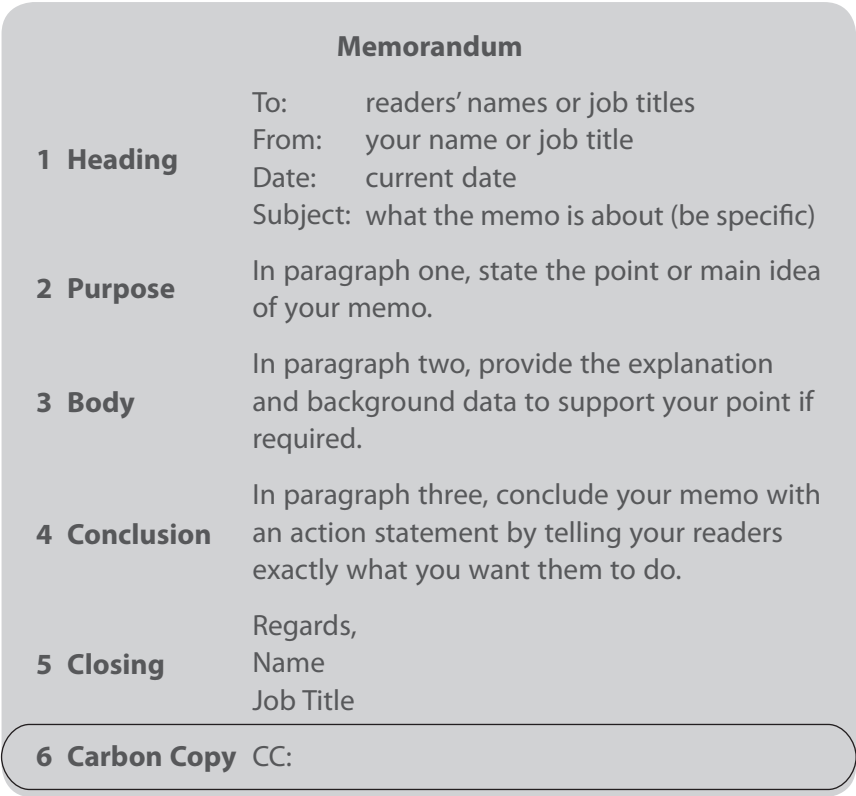 Memorandum
1 Heading
To: readers' names or job titles
From: your name or job title
Date: current date
Subject: what the memo is about (be specific)
2 Purpose
In paragraph one, state the point or main idea
of your memo.
3 Body
In paragraph two, provide the explanation
and background data to support your point if
required.
4 Conclusion
In paragraph three, conclude your memo with
an action statement by telling your readers
exactly what you want them to do.
5 Closing
Regards,
Name
Job Title
6 Carbon Copy CC: